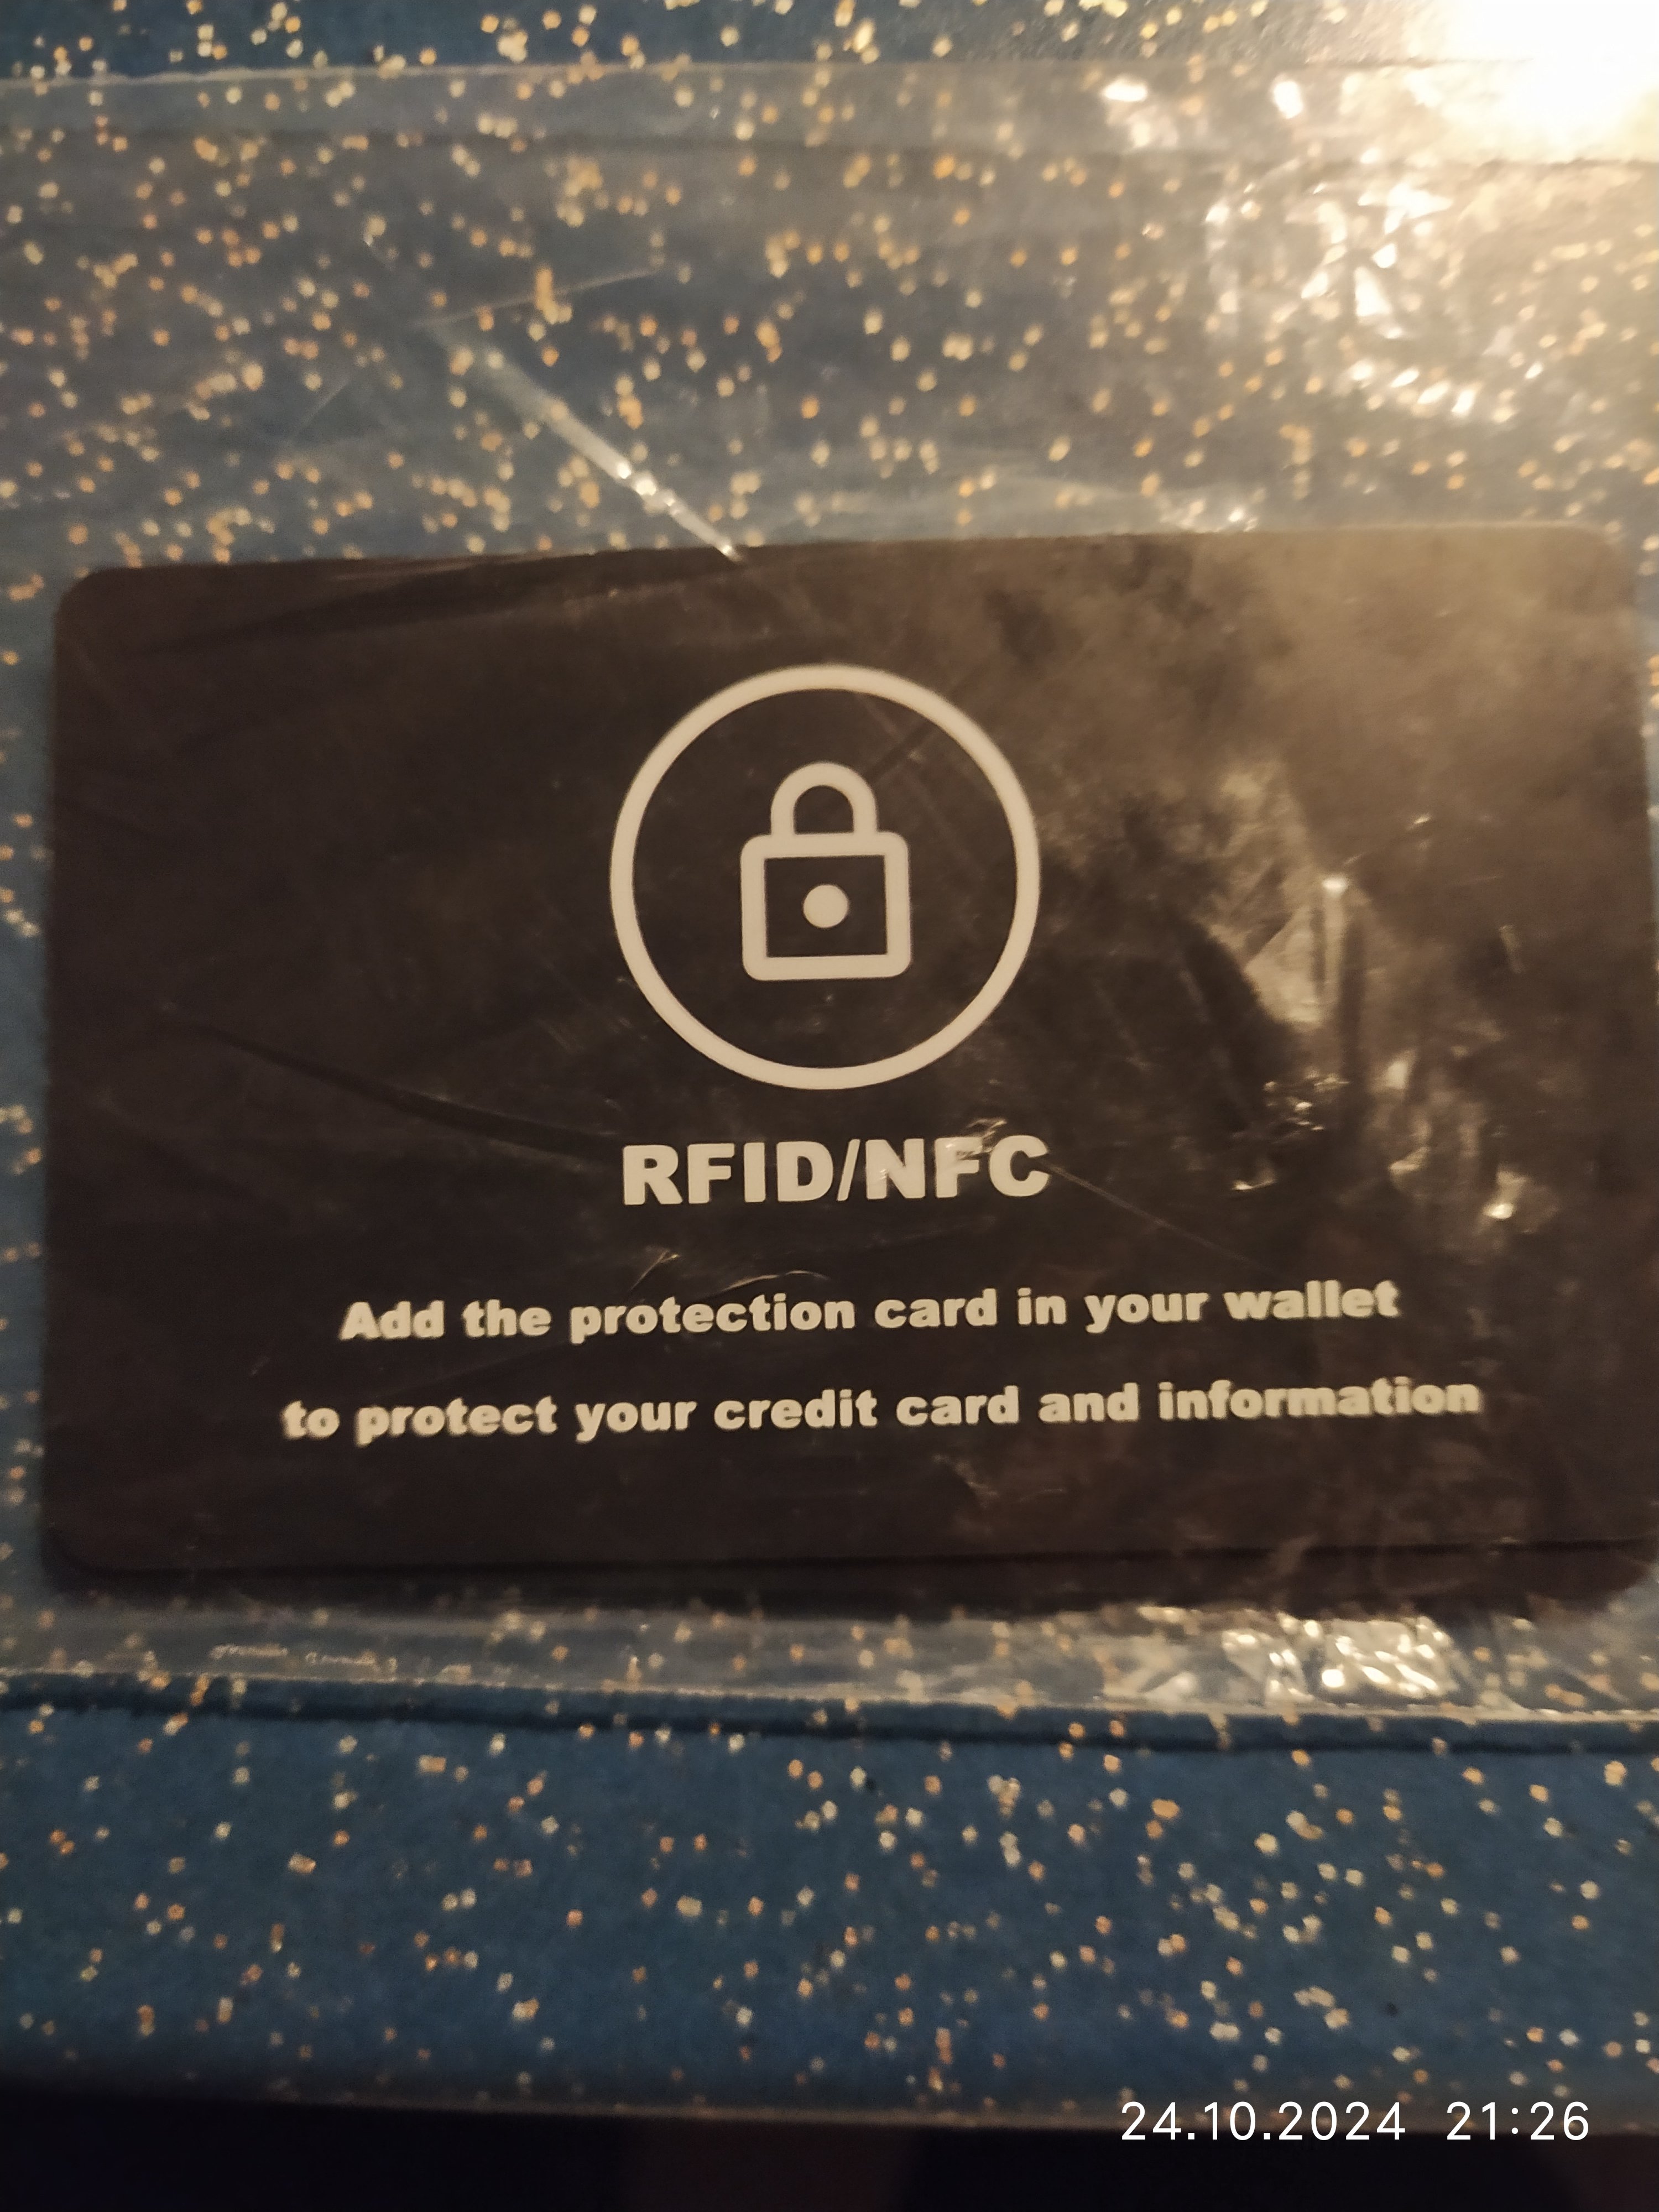 RFID/NFC
Add the protection card in your wallet
to protect your credit card and information
24.10.2024 21:26